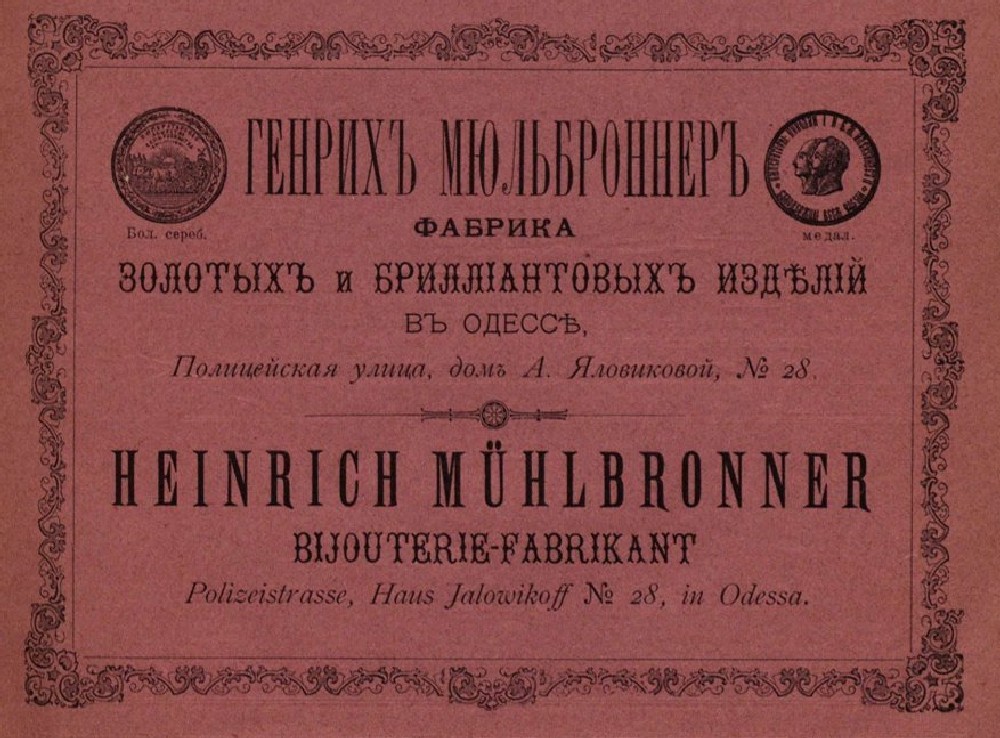 ГЕНРИХЪ МЮЛЬБРОННЕРЪ
Бол. сереб.
медал.
ФАБРИКА
ЗОЛОТЫХЪ и БРИЛЛІАНТОВЫХЪ ИЗДѢЛІЙ
ВЪ ОДЕССѢ,
Полицейская улица, домъ А. Яловиковой, № 28.
HEINRICH MÜHLBRONNER
BIJOUTERIE-FABRIKANT
Polizeistrasse, Haus Jalowikoff № 28, in Odessa.